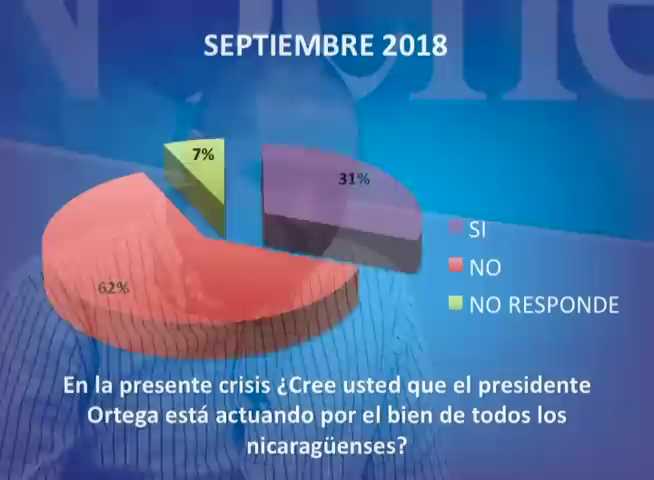 SEPTIEMBRE 2018
7%
31%
62%
SI
NO
NO RESPONDE
En la presente crisis ¿Cree usted que el presidente
Ortega está actuando por el bien de todos los
nicaragüenses?